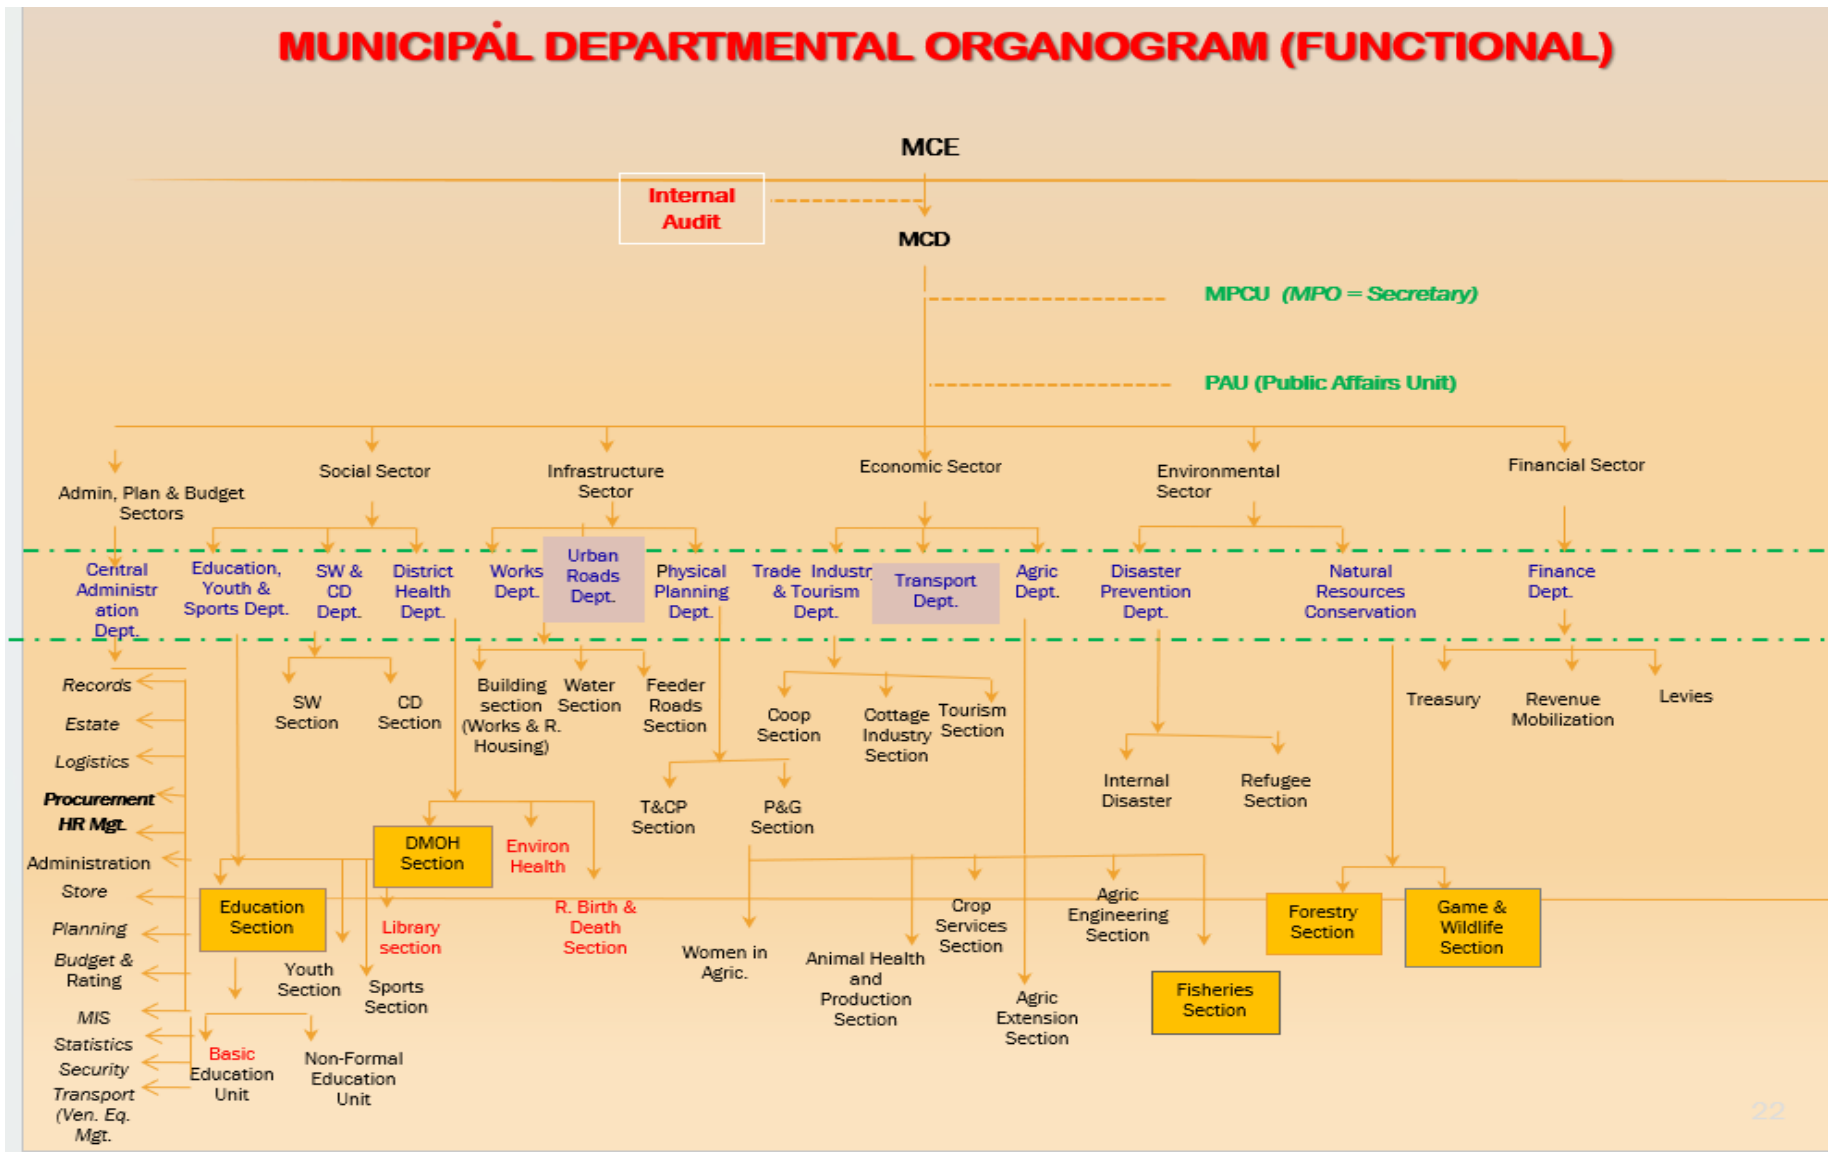 MUNICIPAL DEPARTMENTAL ORGANOGRAM (FUNCTIONAL)
MCE
Internal
Audit
MCD
MPCU (MPO = Secretary)
PAU (Public Affairs Unit)
Admin, Plan & Budget
Sectors
Social Sector
Infrastructure
Sector
Economic Sector
Environmental
Sector
Financial Sector
Central
Administr
ation
Dept.
Education,
Youth &
Sports Dept.
SW &
CD
Dept.
District
Health
Dept.
Works
Dept.
Urban
Roads
Dept.
Physical
Planning
Dept.
Trade Industry
& Tourism
Dept.
Transport
Dept.
Agric
Dept.
Disaster
Prevention
Dept.
Natural
Resources
Conservation
Finance
Dept.
Records
Estate
Logistics
Procurement
HR Mgt.
Administration
Store
Planning
Budget &
Rating
MIS
Statistics
Security
Transport
(Ven. Eq.
Mgt.
SW
Section
CD
Section
Building
section
(Works & R.
Housing)
Water
Section
Feeder
Roads
Section
Coop
Section
Cottage
Industry
Section
Tourism
Section
Treasury
Revenue
Mobilization
Levies
T&CP
Section
P&G
Section
Internal
Disaster
Refugee
Section
DMOH
Section
Environ
Health
R. Birth &
Death
Section
Education
Section
Youth
Section
Sports
Section
Library
section
Basic
Education
Unit
Non-Formal
Education
Unit
Women in
Agric.
Animal Health
and
Production
Section
Crop
Services
Section
Agric
Extension
Section
Agric
Engineering
Section
Fisheries
Section
Forestry
Section
Game &
Wildlife
Section
22